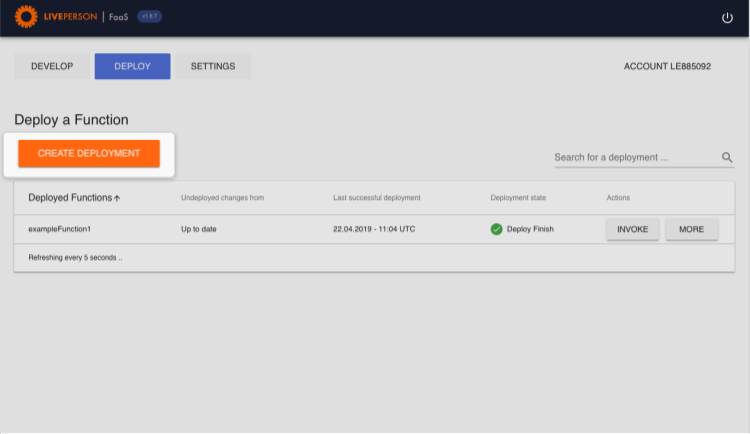 LIVEPERSON | FaaS v1.6.7
DEVELOP DEPLOY SETTINGS ACCOUNT LE885092
Deploy a Function
CREATE DEPLOYMENT
Search for a deployment ...
Deployed Functions Undeployed changes from Last successful deployment Deployment state Actions
exampleFunction1 Up to date 22.04.2019 - 11:04 UTC Deploy Finish INVOKE MORE
Refreshing every 5 seconds ..